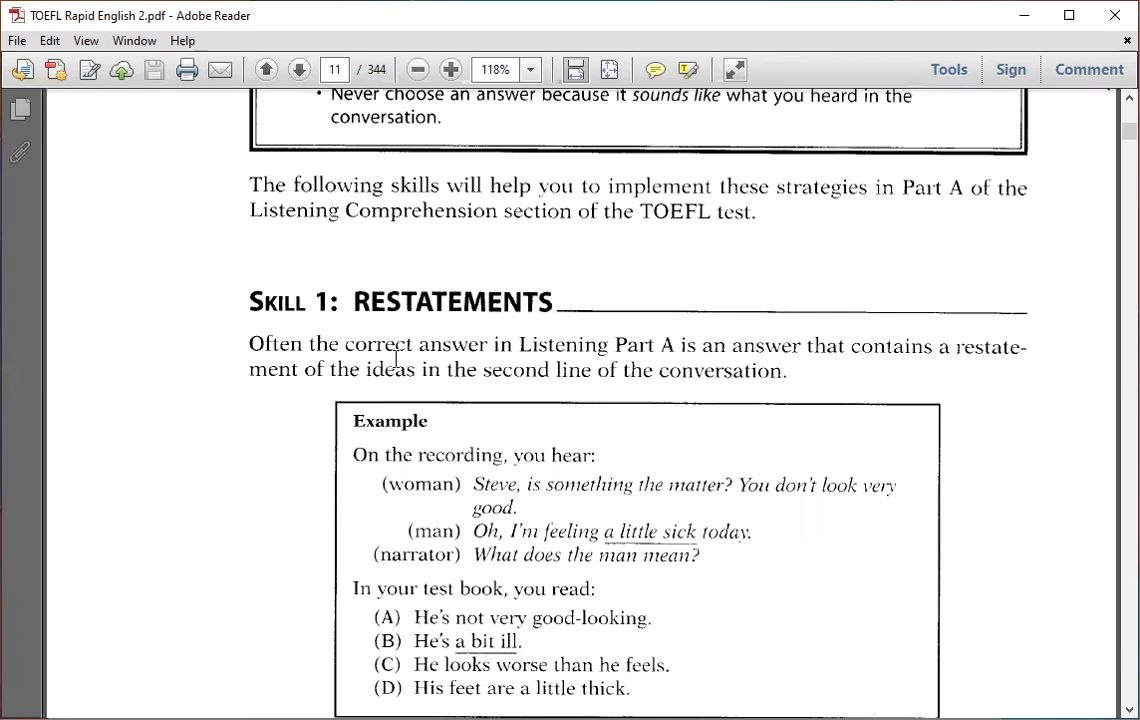 TOEFL Rapid English 2.pdf - Adobe Reader
File Edit View Window Help
11 / 344 118% Tools Sign Comment
• Never choose an answer because it sounds like what you heard in the
conversation.
The following skills will help you to implement these strategies in Part A of the
Listening Comprehension section of the TOEFL test.
SKILL 1: RESTATEMENTS
Often the correct answer in Listening Part A is an answer that contains a restate-
ment of the ideas in the second line of the conversation.
Example
On the recording, you hear:
(woman) Steve, is something the matter? You don't look very
good.
(man) Oh, I'm feeling a little sick today.
(narrator) What does the man mean?
In your test book, you read:
(A) He's not very good-looking.
(B) He's a bit ill.
(C) He looks worse than he feels.
(D) His feet are a little thick.